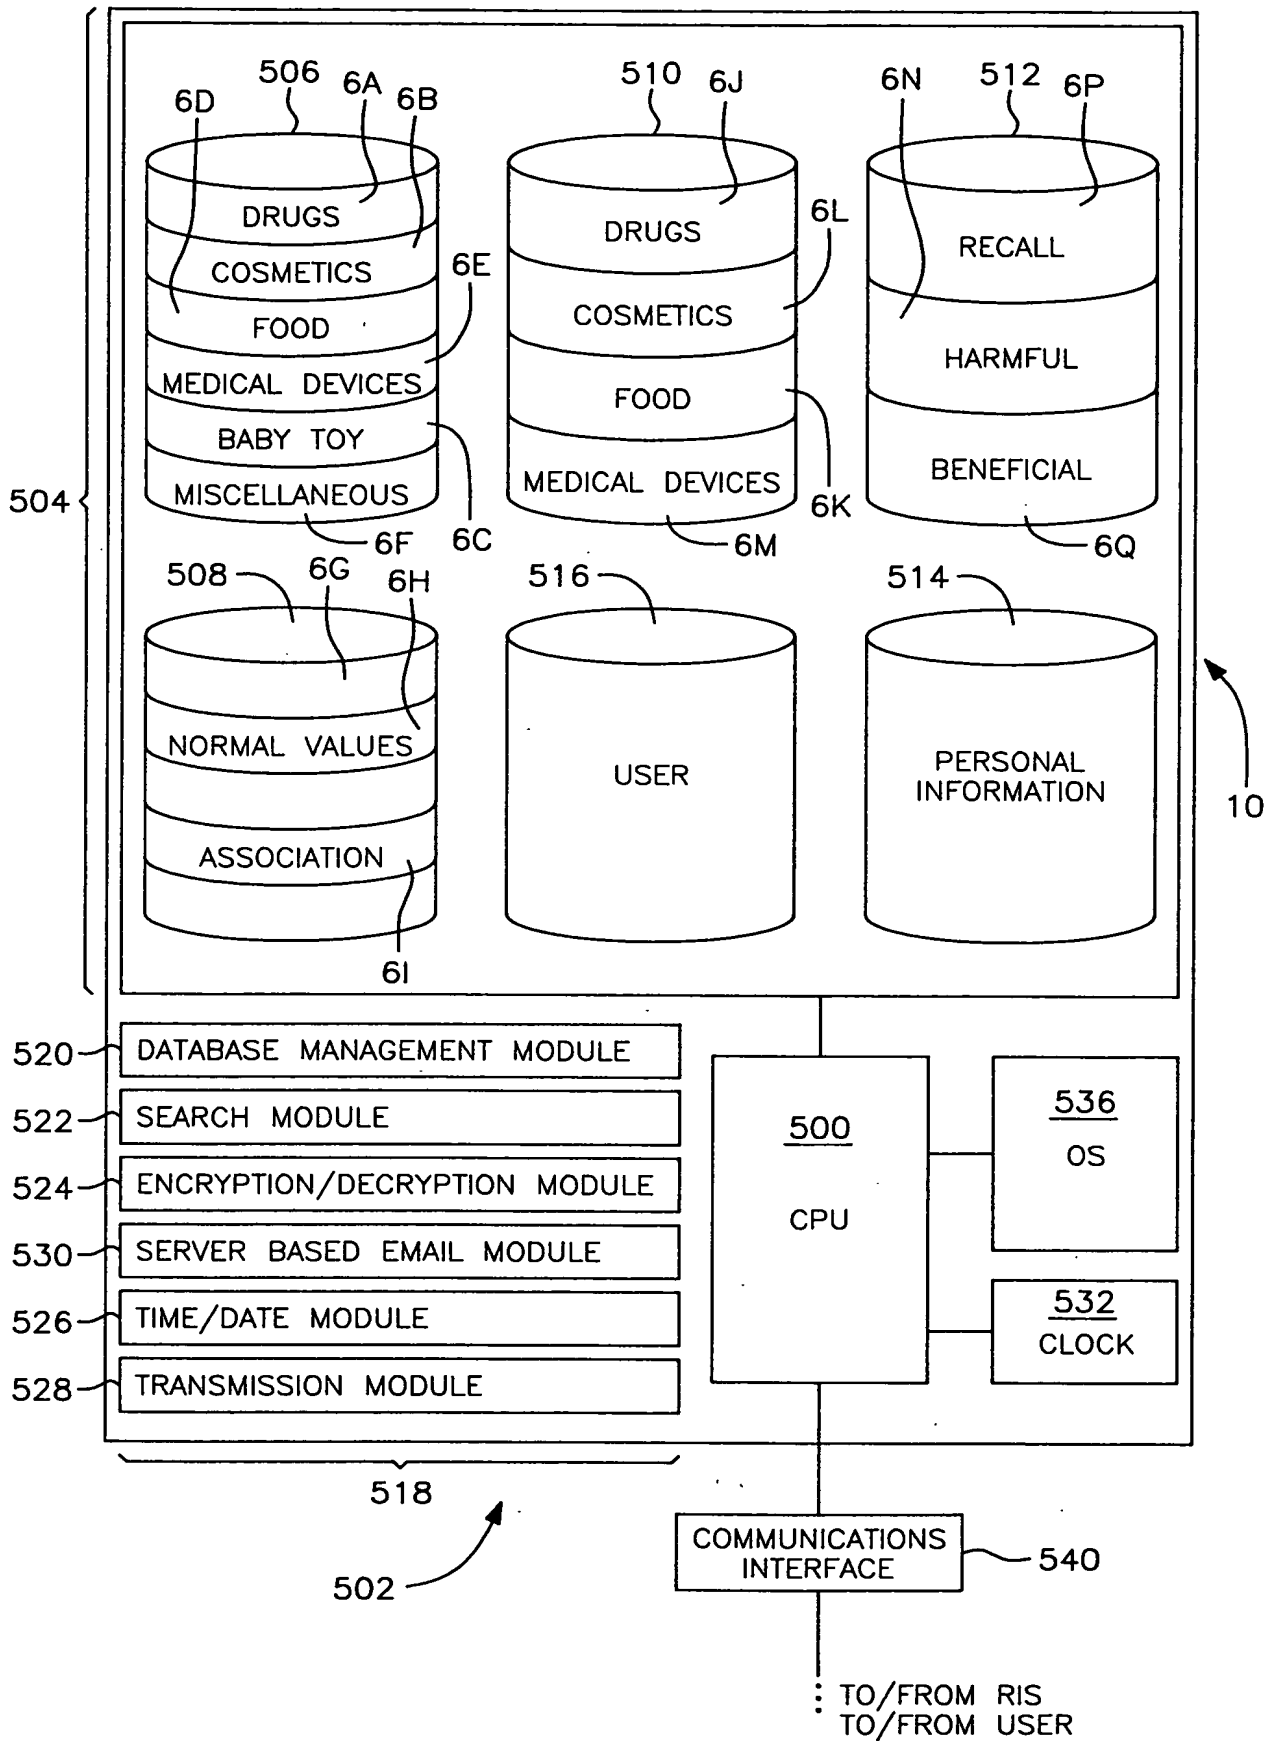 506
6A
6B
6D
510
6J
512
6N
6P
DRUGS
COSMETICS
FOOD
MEDICAL DEVICES
BABY TOY
MISCELLANEOUS
6E
6F
6C
DRUGS
COSMETICS
FOOD
MEDICAL DEVICES
6L
6K
6M
RECALL
HARMFUL
BENEFICIAL
6Q
504
508
6G
6H
516
514
NORMAL VALUES
ASSOCIATION
6I
USER
PERSONAL
INFORMATION
10
520
DATABASE MANAGEMENT MODULE
522
SEARCH MODULE
524
ENCRYPTION/DECRYPTION MODULE
530
SERVER BASED EMAIL MODULE
526
TIME/DATE MODULE
528
TRANSMISSION MODULE
500
CPU
536
OS
532
CLOCK
518
502
COMMUNICATIONS
INTERFACE
540
TO/FROM RIS
TO/FROM USER